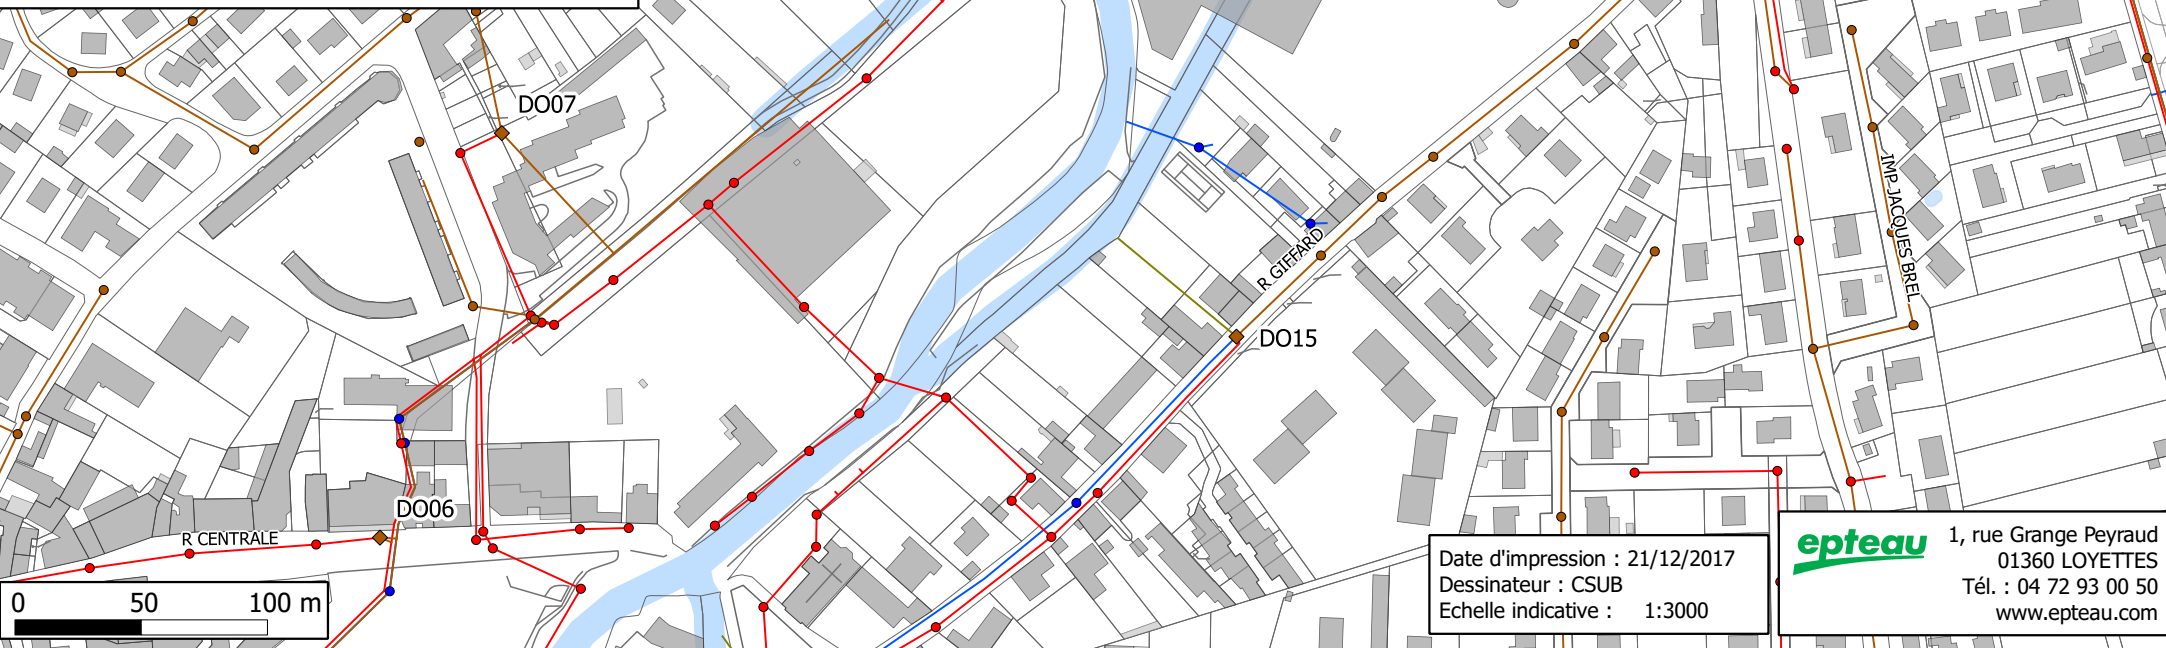 DO07
IMP JACQUES BREL
R GIFFARD
DO15
DO06
R CENTRALE
0 50 100 m
Date d'impression : 21/12/2017
Dessinateur : CSUB
Echelle indicative : 1:3000
epteau
1, rue Grange Peyraud
01360 LOYETTES
Tél. : 04 72 93 00 50
www.epteau.com